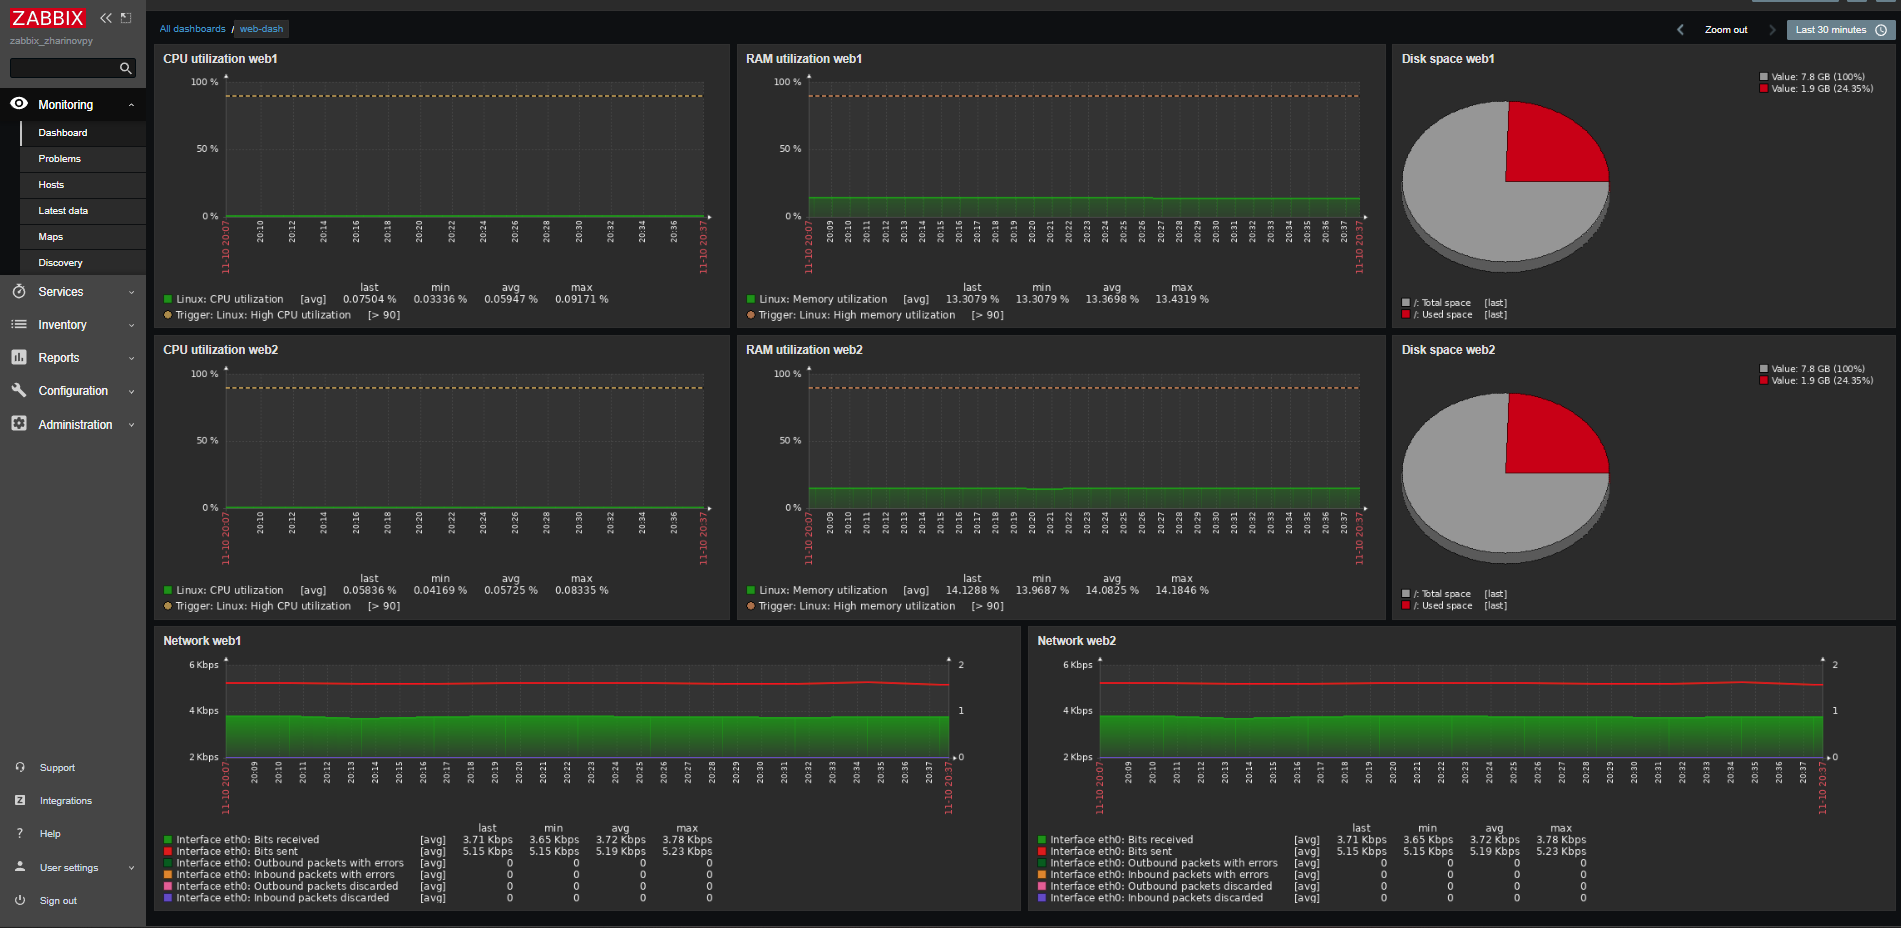 ZABBIX
zabbix_zharinovpy
Monitoring
Dashboard
Problems
Hosts
Latest data
Maps
Discovery
Services
Inventory
Reports
Configuration
Administration
Support
Integrations
Help
User settings
Sign out
All dashboards / web-dash
Zoom out
Last 30 minutes
CPU utilization web1
100 %
50 %
0 %
11-10 20:07 20:10 20:12 20:14 20:16 20:18 20:20 20:22 20:24 20:26 20:28 20:30 20:32 20:34 20:36 11-10 20:37
last min avg max
Linux: CPU utilization [avg] 0.07504 % 0.03336 % 0.05947 % 0.09171 %
Trigger: Linux: High CPU utilization [> 90]
RAM utilization web1
100 %
50 %
0 %
11-10 20:07 20:09 20:10 20:11 20:12 20:13 20:14 20:15 20:16 20:17 20:18 20:19 20:20 20:21 20:22 20:23 20:24 20:25 20:26 20:27 20:28 20:29 20:30 20:31 20:32 20:33 20:34 20:35 20:36 20:37 11-10 20:37
last min avg max
Linux: Memory utilization [avg] 13.3079 % 13.3079 % 13.3698 % 13.4319 %
Trigger: Linux: High memory utilization [> 90]
Disk space web1
Value: 7.8 GB (100%)
Value: 1.9 GB (24.35%)
/: Total space [last]
/: Used space [last]
CPU utilization web2
100 %
50 %
0 %
11-10 20:07 20:10 20:12 20:14 20:16 20:18 20:20 20:22 20:24 20:26 20:28 20:30 20:32 20:34 20:36 11-10 20:37
last min avg max
Linux: CPU utilization [avg] 0.05836 % 0.04169 % 0.05725 % 0.08335 %
Trigger: Linux: High CPU utilization [> 90]
RAM utilization web2
100 %
50 %
0 %
11-10 20:07 20:09 20:10 20:11 20:12 20:13 20:14 20:15 20:16 20:17 20:18 20:19 20:20 20:21 20:22 20:23 20:24 20:25 20:26 20:27 20:28 20:29 20:30 20:31 20:32 20:33 20:34 20:35 20:36 20:37 11-10 20:37
last min avg max
Linux: Memory utilization [avg] 14.1288 % 13.9687 % 14.0825 % 14.1846 %
Trigger: Linux: High memory utilization [> 90]
Disk space web2
Value: 7.8 GB (100%)
Value: 1.9 GB (24.35%)
/: Total space [last]
/: Used space [last]
Network web1
6 Kbps 2
4 Kbps 1
2 Kbps 0
11-10 20:07 20:09 20:10 20:11 20:12 20:13 20:14 20:15 20:16 20:17 20:18 20:19 20:20 20:21 20:22 20:23 20:24 20:25 20:26 20:27 20:28 20:29 20:30 20:31 20:32 20:33 20:34 20:35 20:36 20:37 11-10 20:37
last min avg max
Interface eth0: Bits received [avg] 3.71 Kbps 3.65 Kbps 3.72 Kbps 3.78 Kbps
Interface eth0: Bits sent [avg] 5.15 Kbps 5.15 Kbps 5.19 Kbps 5.23 Kbps
Interface eth0: Outbound packets with errors [avg] 0 0 0 0
Interface eth0: Inbound packets with errors [avg] 0 0 0 0
Interface eth0: Outbound packets discarded [avg] 0 0 0 0
Interface eth0: Inbound packets discarded [avg] 0 0 0 0
Network web2
6 Kbps 2
4 Kbps 1
2 Kbps 0
11-10 20:07 20:09 20:10 20:11 20:12 20:13 20:14 20:15 20:16 20:17 20:18 20:19 20:20 20:21 20:22 20:23 20:24 20:25 20:26 20:27 20:28 20:29 20:30 20:31 20:32 20:33 20:34 20:35 20:36 20:37 11-10 20:37
last min avg max
Interface eth0: Bits received [avg] 3.71 Kbps 3.65 Kbps 3.72 Kbps 3.78 Kbps
Interface eth0: Bits sent [avg] 5.15 Kbps 5.15 Kbps 5.19 Kbps 5.23 Kbps
Interface eth0: Outbound packets with errors [avg] 0 0 0 0
Interface eth0: Inbound packets with errors [avg] 0 0 0 0
Interface eth0: Outbound packets discarded [avg] 0 0 0 0
Interface eth0: Inbound packets discarded [avg] 0 0 0 0